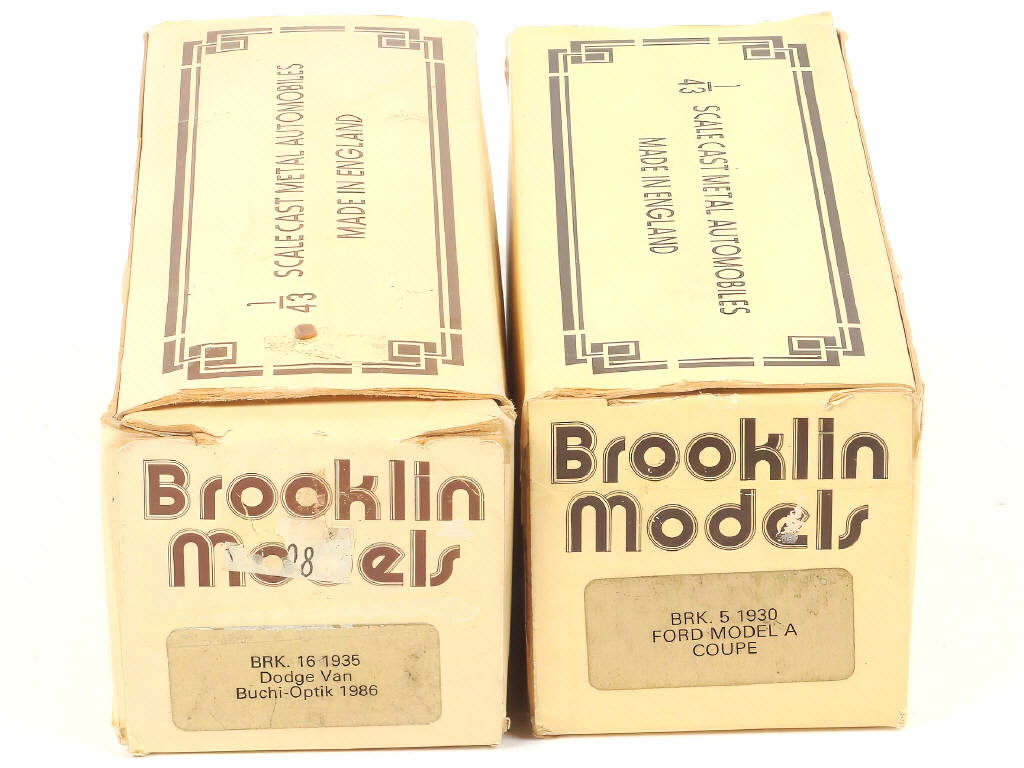 1/43 SCALE CAST METAL AUTOMOBILES
MADE IN ENGLAND
Brooklin
Models
8
BRK. 16 1935
Dodge Van
Buchi-Optik 1986
1/43 SCALE CAST METAL AUTOMOBILES
MADE IN ENGLAND
Brooklin
Models
BRK. 5 1930
FORD MODEL A
COUPE